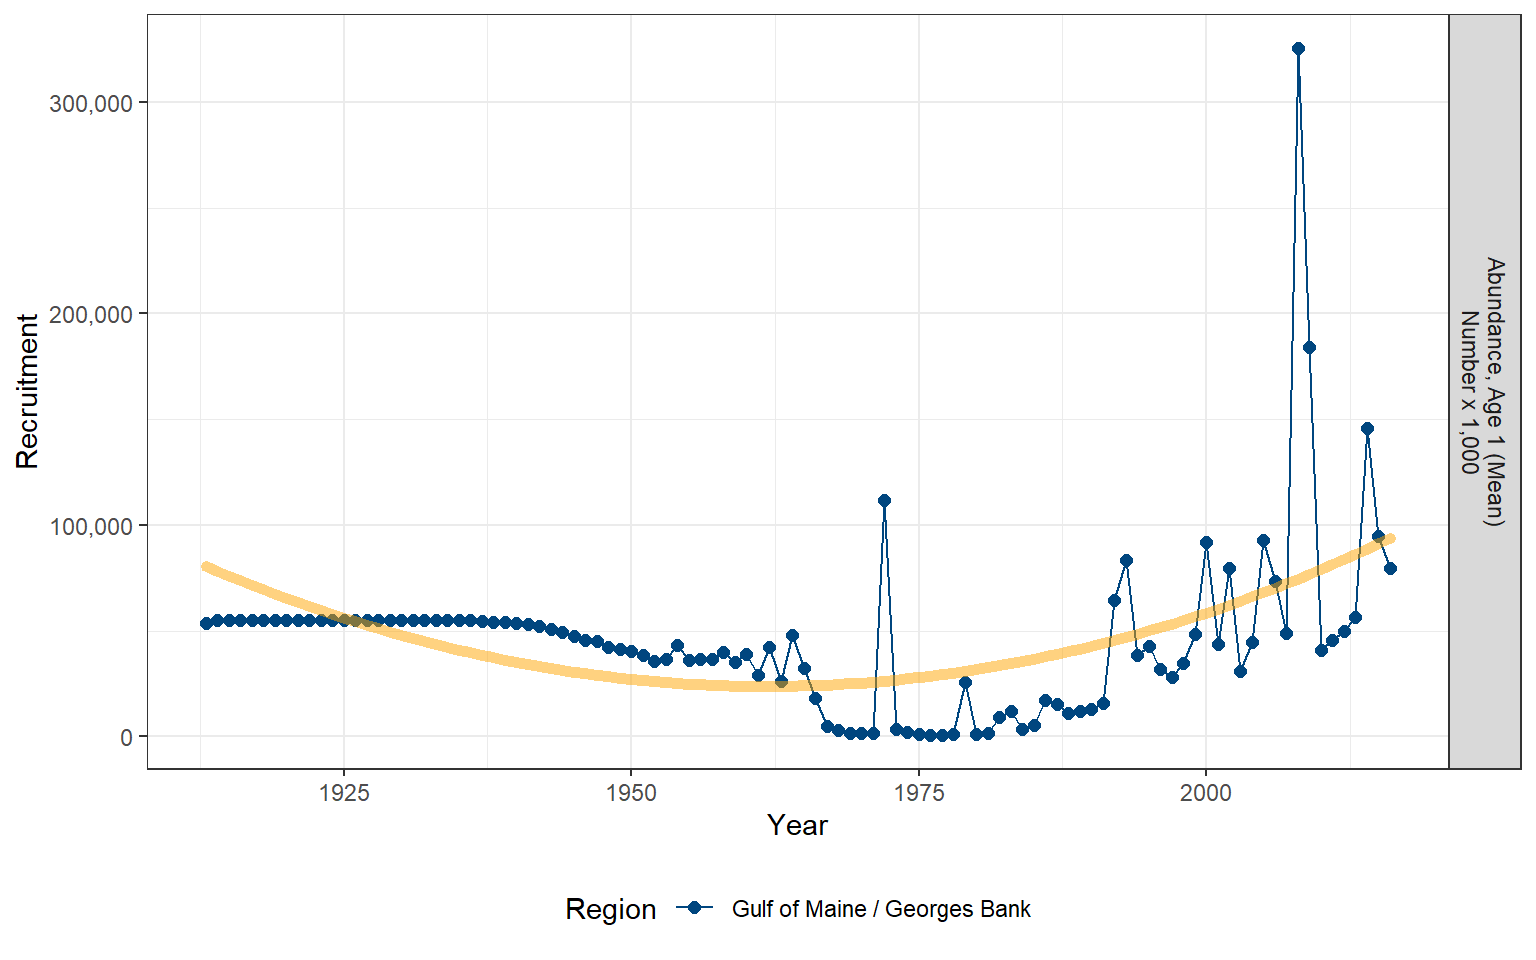 300,000
200,000
100,000
0
Recruitment
1925
1950
1975
2000
Year
Abundance, Age 1 (Mean)
Number x 1,000
Region
Gulf of Maine / Georges Bank